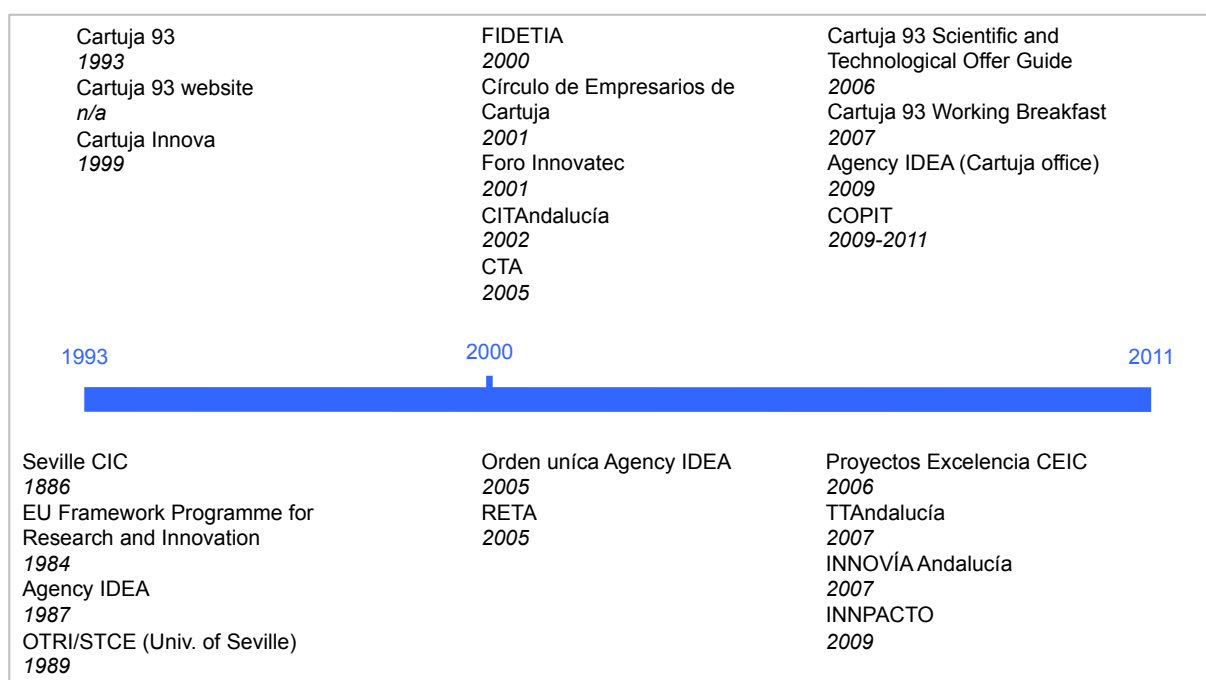 Cartuja 93
1993
Cartuja 93 website
n/a
Cartuja Innova
1999
FIDETIA
2000
Círculo de Empresarios de
Cartuja
2001
Foro Innovatec
2001
CITAndalucía
2002
CTA
2005
Cartuja 93 Scientific and
Technological Offer Guide
2006
Cartuja 93 Working Breakfast
2007
Agency IDEA (Cartuja office)
2009
COPIT
2009-2011
1993
2000
2011
Seville CIC
1886
EU Framework Programme for
Research and Innovation
1984
Agency IDEA
1987
OTRI/STCE (Univ. of Seville)
1989
Orden uníca Agency IDEA
2005
RETA
2005
Proyectos Excelencia CEIC
2006
TTAndalucía
2007
INNOVÍA Andalucía
2007
INNPACTO
2009